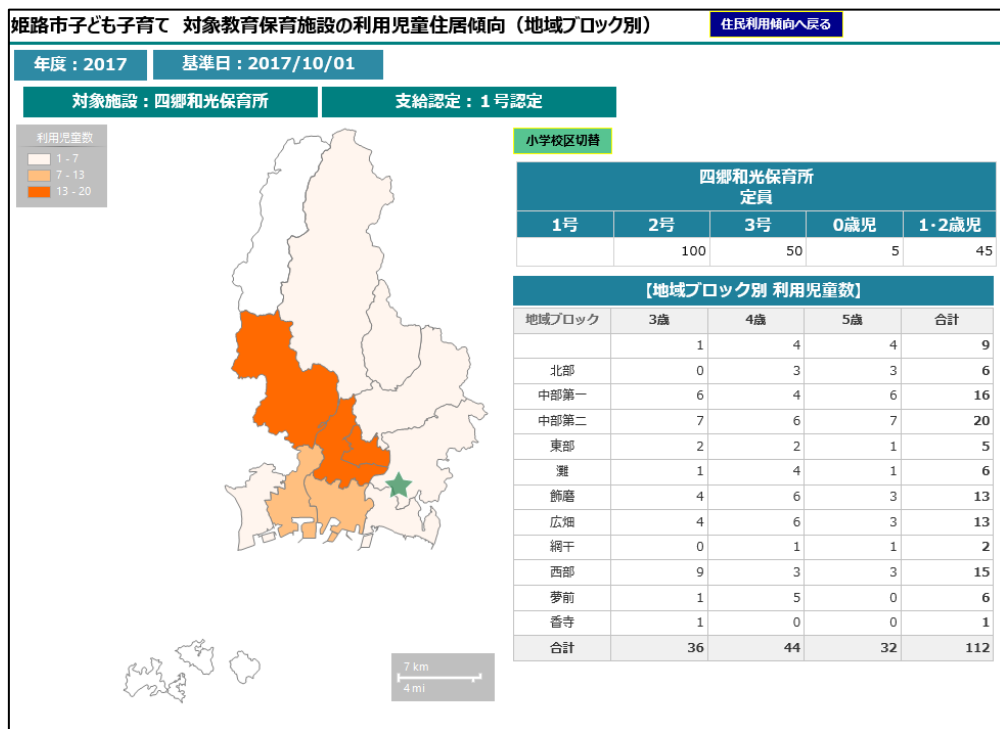 姫路市子ども子育て 対象教育保育施設の利用児童住居傾向（地域ブロック別） 住民利用傾向へ戻る
年度：2017 基準日：2017/10/01
対象施設：四郷和光保育所 支給認定：１号認定
利用児童数
1 - 7
7 - 13
13 - 20
小学校区切替
四郷和光保育所
定員
1号 2号 3号 0歳児 1・2歳児
100 50 5 45
【地域ブロック別 利用児童数】
地域ブロック 3歳 4歳 5歳 合計
1 4 4 9
北部 0 3 3 6
中部第一 6 4 6 16
中部第二 7 6 7 20
東部 2 2 1 5
灘 1 4 1 6
飾磨 4 6 3 13
広畑 4 6 3 13
網干 0 1 1 2
西部 9 3 3 15
夢前 1 5 0 6
香寺 1 0 0 1
合計 36 44 32 112
7 km
4 mi